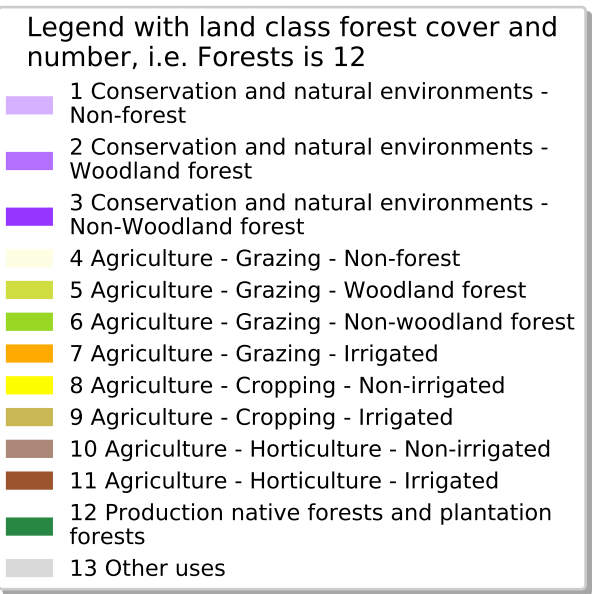 Legend with land class forest cover and
number, i.e. Forests is 12
1 Conservation and natural environments -
Non-forest
2 Conservation and natural environments -
Woodland forest
3 Conservation and natural environments -
Non-Woodland forest
4 Agriculture - Grazing - Non-forest
5 Agriculture - Grazing - Woodland forest
6 Agriculture - Grazing - Non-woodland forest
7 Agriculture - Grazing - Irrigated
8 Agriculture - Cropping - Non-irrigated
9 Agriculture - Cropping - Irrigated
10 Agriculture - Horticulture - Non-irrigated
11 Agriculture - Horticulture - Irrigated
12 Production native forests and plantation
forests
13 Other uses